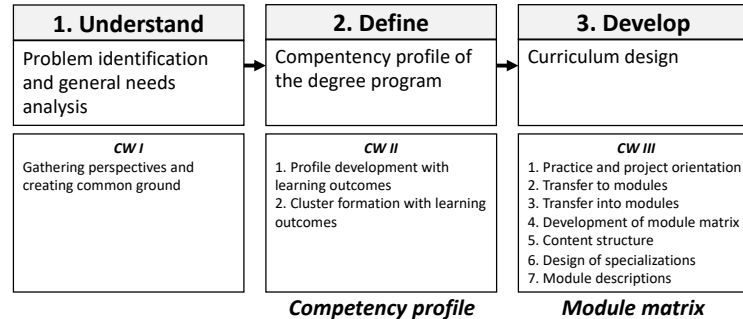 1. Understand
Problem identification
and general needs
analysis
2. Define
Compentency profile of
the degree program
3. Develop
Curriculum design
CW I
Gathering perspectives and
creating common ground
CW II
1. Profile development with
learning outcomes
2. Cluster formation with learning
outcomes
CW III
1. Practice and project orientation
2. Transfer to modules
3. Transfer into modules
4. Development of module matrix
5. Content structure
6. Design of specializations
7. Module descriptions
Competency profile
Module matrix